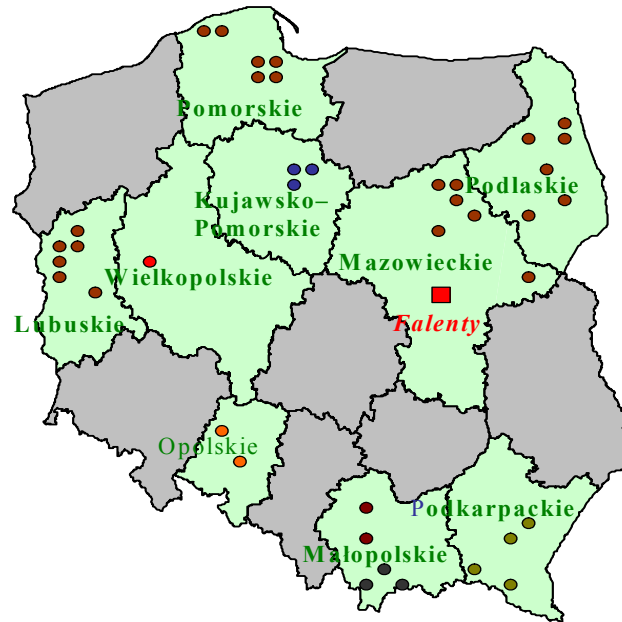 Pomorskie
Podlaskie
Kujawsko–
Pomorskie
Mazowieckie
Wielkopolskie
Lubuskie
Falenty
Opolskie
Podkarpackie
Małopolskie